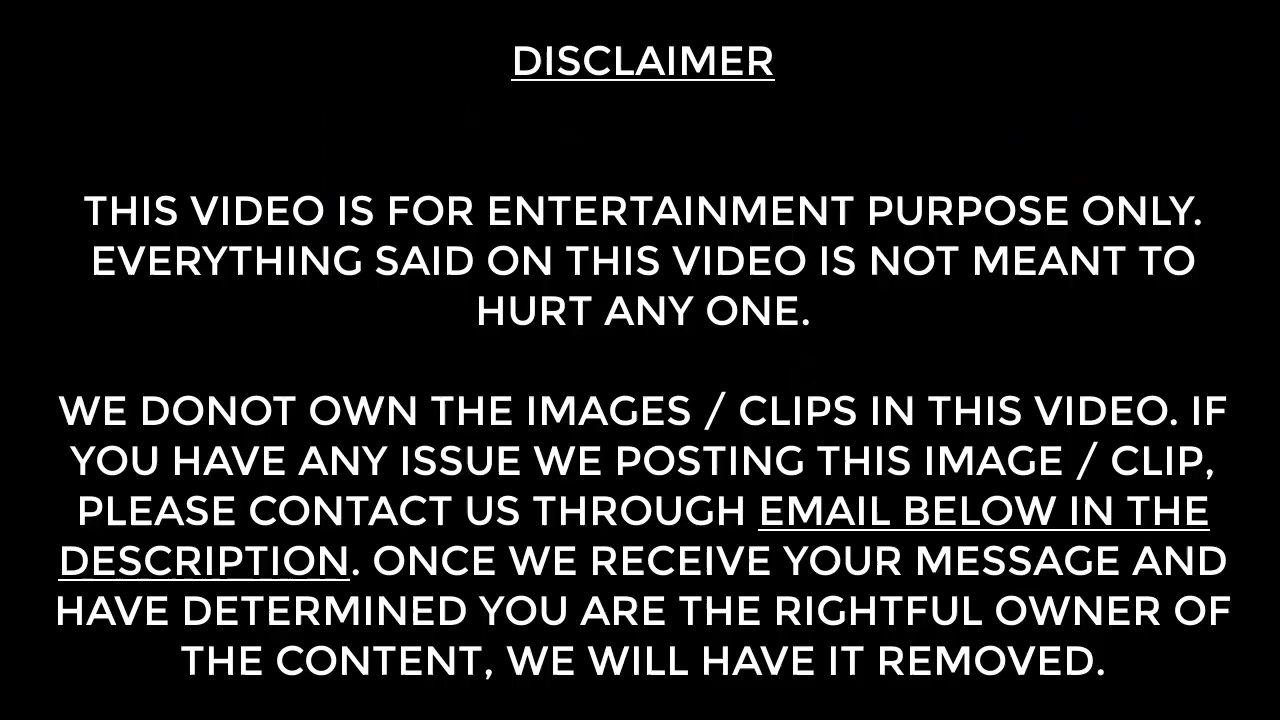 DISCLAIMER
THIS VIDEO IS FOR ENTERTAINMENT PURPOSE ONLY.
EVERYTHING SAID ON THIS VIDEO IS NOT MEANT TO
HURT ANY ONE.
WE DONOT OWN THE IMAGES / CLIPS IN THIS VIDEO. IF
YOU HAVE ANY ISSUE WE POSTING THIS IMAGE / CLIP,
PLEASE CONTACT US THROUGH EMAIL BELOW IN THE
DESCRIPTION. ONCE WE RECEIVE YOUR MESSAGE AND
HAVE DETERMINED YOU ARE THE RIGHTFUL OWNER OF
THE CONTENT, WE WILL HAVE IT REMOVED.